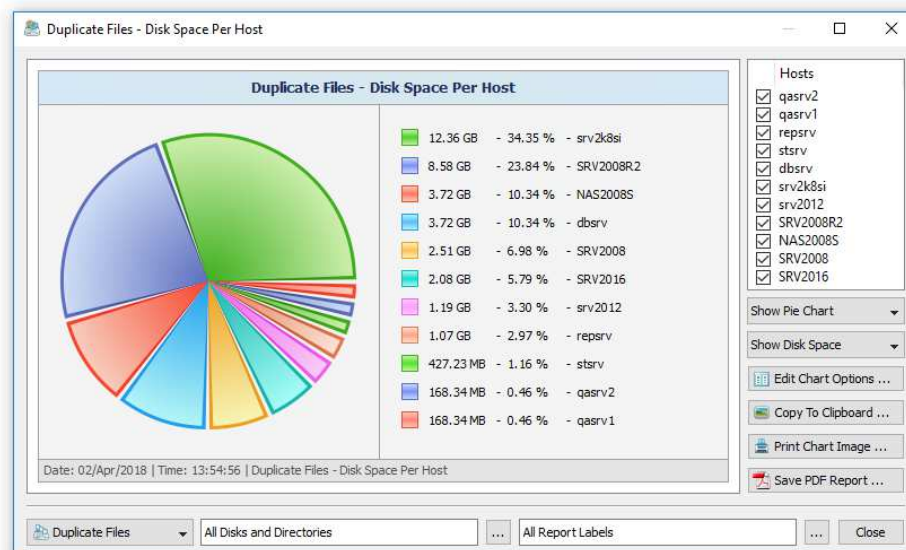 Duplicate Files - Disk Space Per Host
Duplicate Files - Disk Space Per Host
12.36 GB - 34.35 % - srv2k8si
8.58 GB - 23.84 % - SRV2008R2
3.72 GB - 10.34 % - NAS2008S
3.72 GB - 10.34 % - dbsrv
2.51 GB - 6.98 % - SRV2008
2.08 GB - 5.79 % - SRV2016
1.19 GB - 3.30 % - srv2012
1.07 GB - 2.97 % - repsrv
427.23 MB - 1.16 % - stsrv
168.34 MB - 0.46 % - qasrv2
168.34 MB - 0.46 % - qasrv1
Date: 02/Apr/2018 | Time: 13:54:56 | Duplicate Files - Disk Space Per Host
Hosts
qasrv2
qasrv1
repsrv
stsrv
dbsrv
srv2k8si
srv2012
SRV2008R2
NAS2008S
SRV2008
SRV2016
Show Pie Chart
Show Disk Space
Edit Chart Options ...
Copy To Clipboard ...
Print Chart Image ...
Save PDF Report ...
Duplicate Files
All Disks and Directories
...
All Report Labels
...
Close